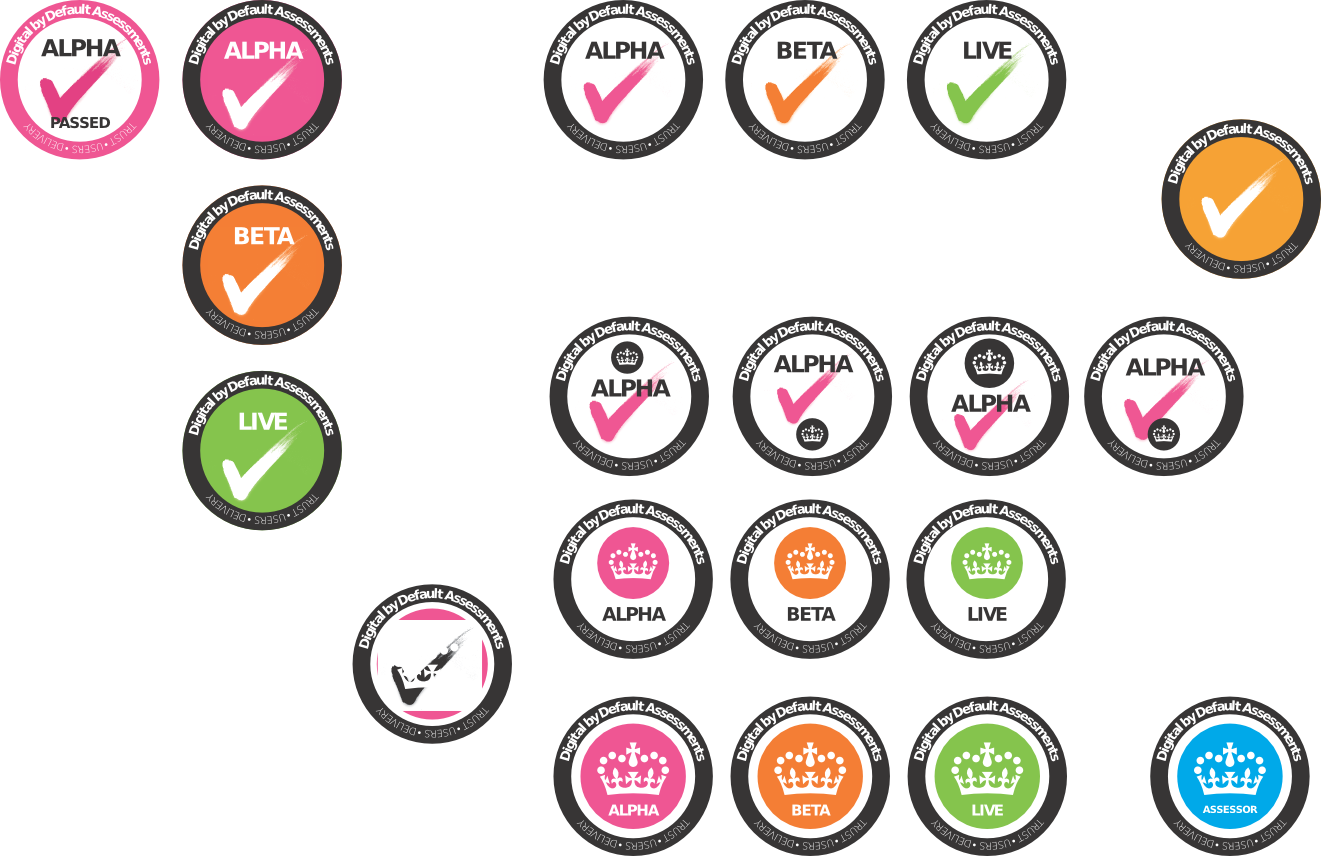 Digital by Default Assessments
ALPHA
PASSED
TRUST • USERS • DELIVERY
Digital by Default Assessments
ALPHA
TRUST • USERS • DELIVERY
Digital by Default Assessments
ALPHA
TRUST • USERS • DELIVERY
Digital by Default Assessments
BETA
TRUST • USERS • DELIVERY
Digital by Default Assessments
LIVE
TRUST • USERS • DELIVERY
Digital by Default Assessments
TRUST • USERS • DELIVERY
Digital by Default Assessments
BETA
TRUST • USERS • DELIVERY
Digital by Default Assessments
ALPHA
TRUST • USERS • DELIVERY
Digital by Default Assessments
ALPHA
TRUST • USERS • DELIVERY
Digital by Default Assessments
ALPHA
TRUST • USERS • DELIVERY
Digital by Default Assessments
ALPHA
TRUST • USERS • DELIVERY
Digital by Default Assessments
LIVE
TRUST • USERS • DELIVERY
Digital by Default Assessments
ALPHA
TRUST • USERS • DELIVERY
Digital by Default Assessments
BETA
TRUST • USERS • DELIVERY
Digital by Default Assessments
LIVE
TRUST • USERS • DELIVERY
Digital by Default Assessments
TRUST • USERS • DELIVERY
Digital by Default Assessments
ALPHA
TRUST • USERS • DELIVERY
Digital by Default Assessments
BETA
TRUST • USERS • DELIVERY
Digital by Default Assessments
LIVE
TRUST • USERS • DELIVERY
Digital by Default Assessments
ASSESSOR
TRUST • USERS • DELIVERY